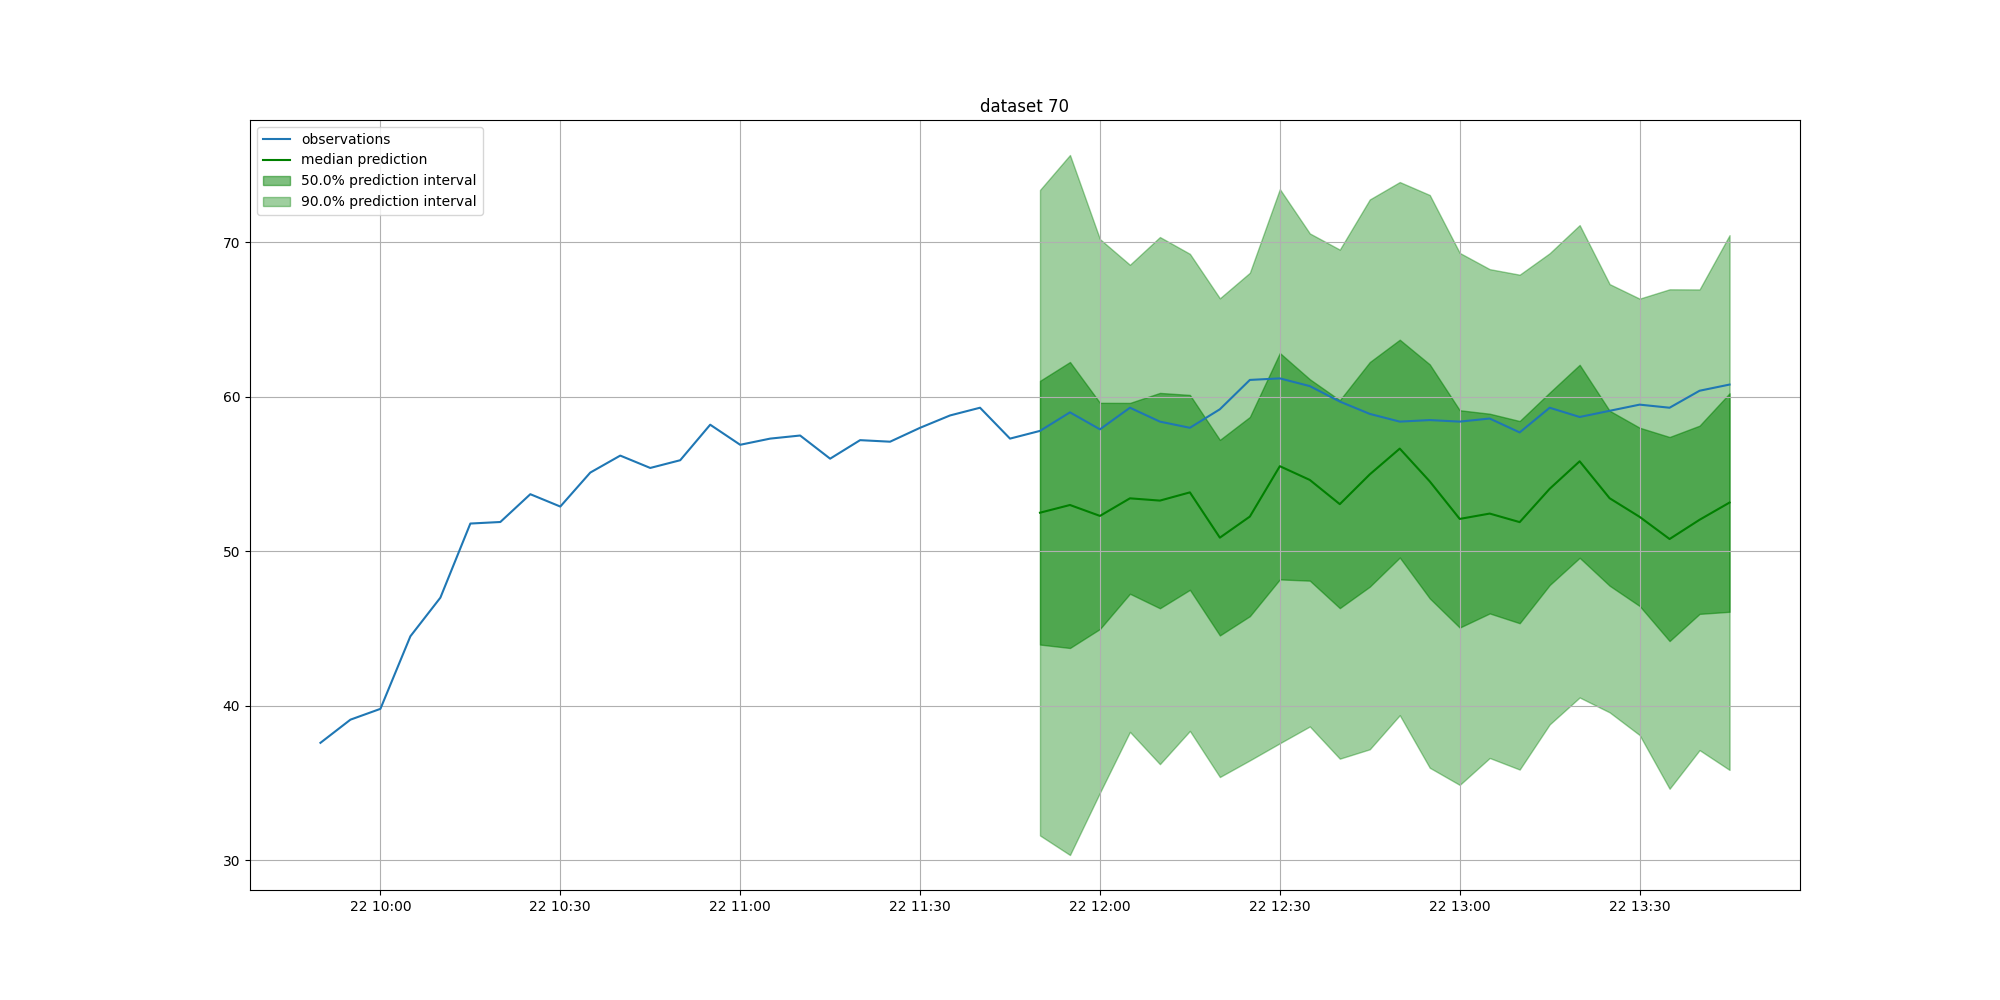 dataset 70
observations
median prediction
50.0% prediction interval
90.0% prediction interval
70
60
50
40
30
22 10:00
22 10:30
22 11:00
22 11:30
22 12:00
22 12:30
22 13:00
22 13:30